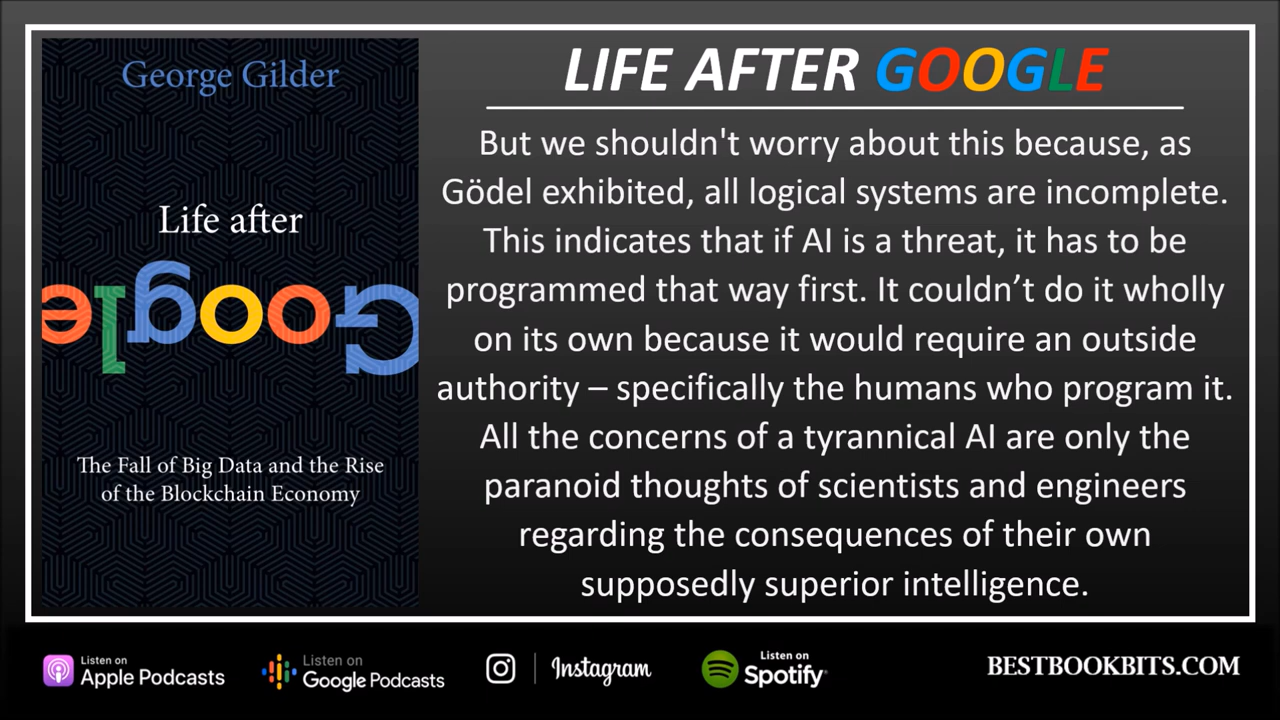 George Gilder
Life after
Google
The Fall of Big Data and the Rise
of the Blockchain Economy
LIFE AFTER GOOGLE
But we shouldn't worry about this because, as
Gödel exhibited, all logical systems are incomplete.
This indicates that if AI is a threat, it has to be
programmed that way first. It couldn’t do it wholly
on its own because it would require an outside
authority – specifically the humans who program it.
All the concerns of a tyrannical AI are only the
paranoid thoughts of scientists and engineers
regarding the consequences of their own
supposedly superior intelligence.
Listen on
Apple Podcasts
Listen on
Google Podcasts
Instagram
Listen on
Spotify
BESTBOOKBITS.COM